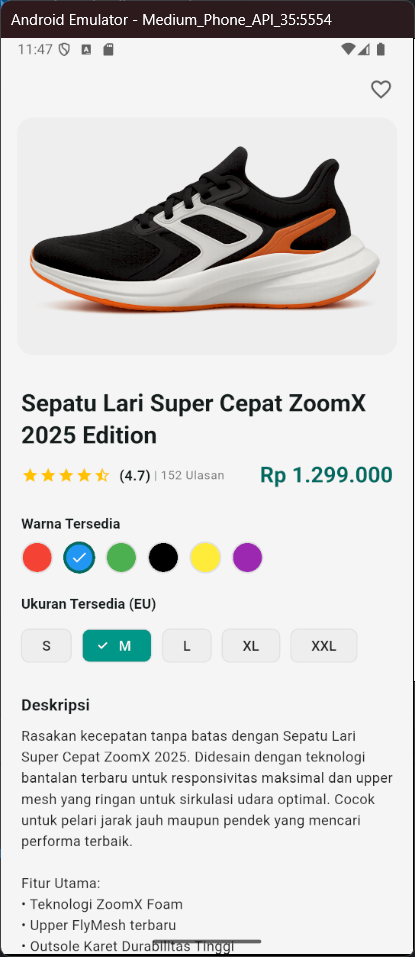 Android Emulator - Medium_Phone_API_35:5554
11:47
Sepatu Lari Super Cepat ZoomX
2025 Edition
(4.7) | 152 Ulasan
Rp 1.299.000
Warna Tersedia
Ukuran Tersedia (EU)
S M L XL XXL
Deskripsi
Rasakan kecepatan tanpa batas dengan Sepatu Lari
Super Cepat ZoomX 2025. Didesain dengan teknologi
bantalan terbaru untuk responsivitas maksimal dan upper
mesh yang ringan untuk sirkulasi udara optimal. Cocok
untuk pelari jarak jauh maupun pendek yang mencari
performa terbaik.
Fitur Utama:
• Teknologi ZoomX Foam
• Upper FlyMesh terbaru
• Outsole Karet Durabilitas Tinggi